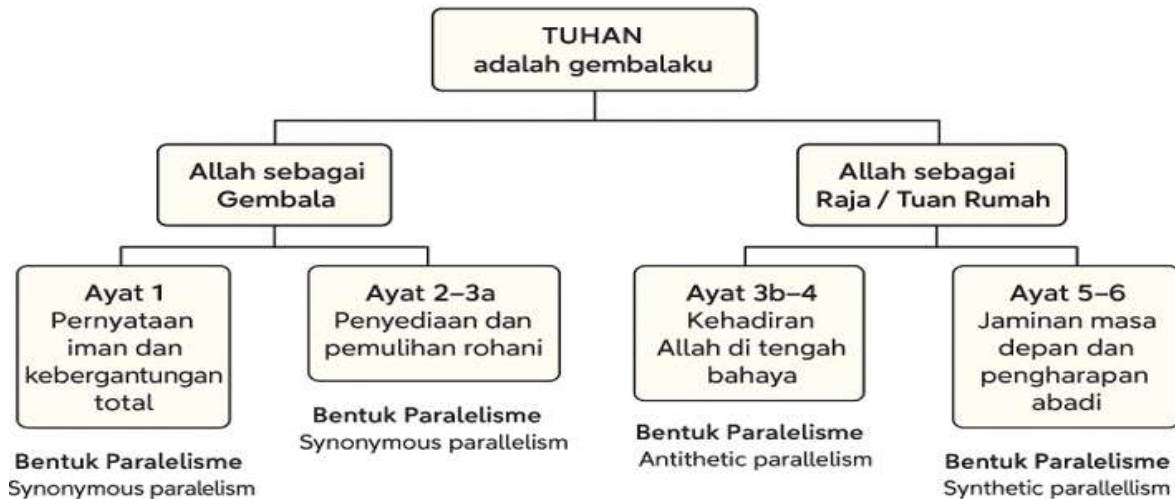 TUHAN
adalah gembalaku
Allah sebagai
Gembala
Allah sebagai
Raja / Tuan Rumah
Ayat 1
Pernyataan
iman dan
kebergantungan
total
Bentuk Paralelisme
Synonymous paralelism
Ayat 2–3a
Penyediaan dan
pemulihan rohani
Bentuk Paralelisme
Synonymous parallelism
Ayat 3b–4
Kehadiran
Allah di tengah
bahaya
Bentuk Paralelisme
Antithetic parallelism
Ayat 5–6
Jaminan masa
depan dan
pengharapan
abadi
Bentuk Paralelisme
Synthetic parallellism